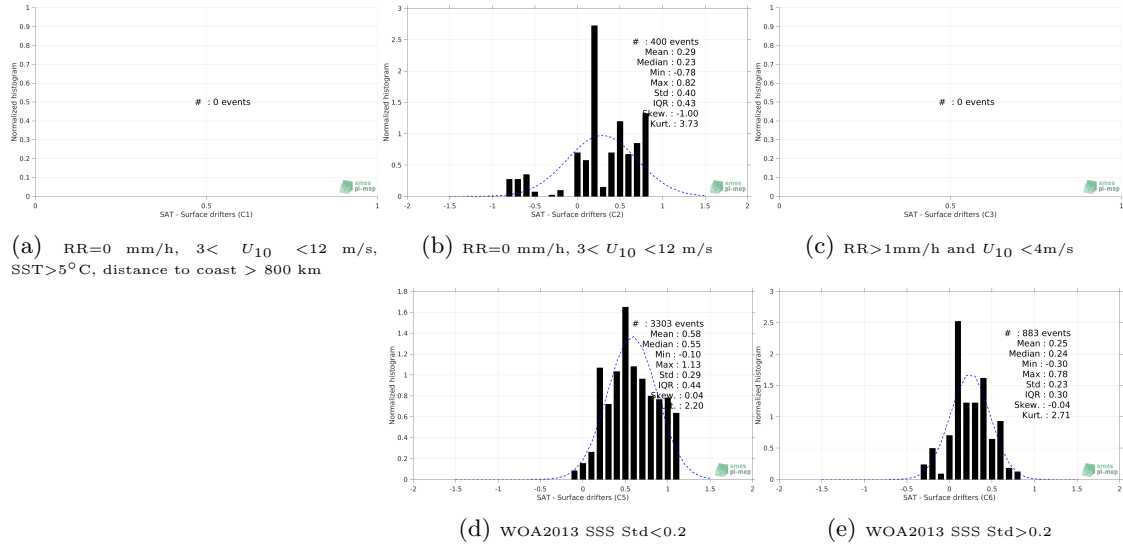 1
0.9
0.8
0.7
0.6
0.5
0.4
0.3
0.2
0.1
0
Normalized histogram
# : 0 events
smos
pi-mep
0 0.5 1
SAT - Surface drifters (C1)
(a) RR=0 mm/h, 3< U10 <12 m/s,
SST>5°C, distance to coast > 800 km
3
2.5
2
1.5
1
0.5
0
Normalized histogram
# : 400 events
Mean : 0.29
Median : 0.23
Min : -0.78
Max : 0.82
Std : 0.40
IQR : 0.43
Skew. : -1.00
Kurt. : 3.73
smos
pi-mep
-2 -1.5 -1 -0.5 0 0.5 1 1.5 2
SAT - Surface drifters (C2)
(b) RR=0 mm/h, 3< U10 <12 m/s
1
0.9
0.8
0.7
0.6
0.5
0.4
0.3
0.2
0.1
0
Normalized histogram
# : 0 events
smos
pi-mep
0 0.5 1
SAT - Surface drifters (C3)
(c) RR>1mm/h and U10 <4m/s
1.8
1.6
1.4
1.2
1
0.8
0.6
0.4
0.2
0
Normalized histogram
# : 3303 events
Mean : 0.58
Median : 0.55
Min : -0.10
Max : 1.13
Std : 0.29
IQR : 0.44
Skew. : 0.04
: 2.20
smos
pi-mep
-2 -1.5 -1 -0.5 0 0.5 1 1.5 2
SAT - Surface drifters (C5)
(d) WOA2013 SSS Std<0.2
3
2.5
2
1.5
1
0.5
0
Normalized histogram
# : 883 events
Mean : 0.25
Median : 0.24
Min : -0.30
Max : 0.78
Std : 0.23
IQR : 0.30
Skew. : -0.04
Kurt. : 2.71
smos
pi-mep
-2 -1.5 -1 -0.5 0 0.5 1 1.5 2
SAT - Surface drifters (C6)
(e) WOA2013 SSS Std>0.2